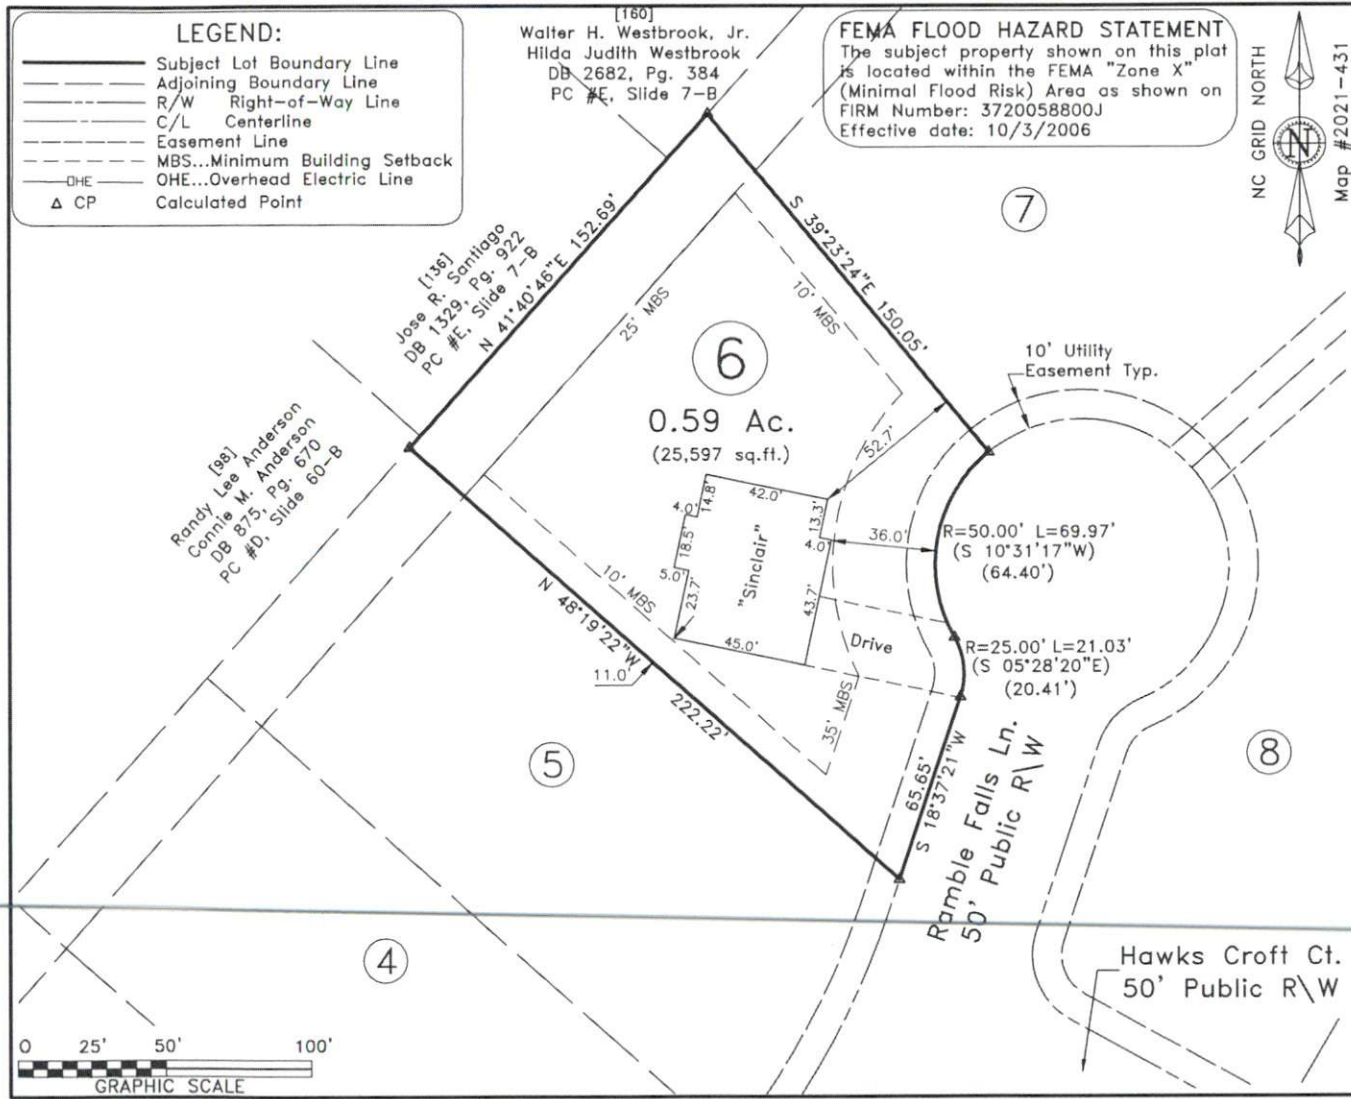 LEGEND:
Subject Lot Boundary Line
Adjoining Boundary Line
R/W Right-of-Way Line
C/L Centerline
Easement Line
MBS...Minimum Building Setback
OHE OHE...Overhead Electric Line
CP Calculated Point
[160]
Walter H. Westbrook, Jr.
Hilda Judith Westbrook
DB 2682, Pg. 384
PC #E, Slide 7-B
FEMA FLOOD HAZARD STATEMENT
The subject property shown on this plat
is located within the FEMA "Zone X"
(Minimal Flood Risk) Area as shown on
FIRM Number: 3720058800J
Effective date: 10/3/2006
NC GRID NORTH
N
Map #2021-431
[136]
Jose R. Santiago
DB 1329, Pg. 922
PC #E, Slide 7-B
N 41°40'46"E 152.69'
S 39°23'24"E 150.05'
7
25' MBS
10' MBS
6
0.59 Ac.
(25,597 sq.ft.)
10' Utility
Easement Typ.
[98]
Randy Lee Anderson
Connie M. Anderson
DB 875, Pg. 670
PC #D, Slide 60-B
52.7'
14.8'
42.0'
4.0'
13.3'
18.5'
4.0'
36.0'
5.0'
23.7'
"Sinclair"
43.7'
45.0'
R=50.00' L=69.97'
(S 10°31'17"W)
(64.40')
10' MBS
N 48°19'22"W
222.22'
11.0'
Drive
35' MBS
R=25.00' L=21.03'
(S 05°28'20"E)
(20.41')
65.65'
S 18°37'21"W
Ramble Falls Ln.
50' Public R\W
5
8
4
Hawks Croft Ct.
50' Public R\W
0 25' 50' 100'
GRAPHIC SCALE